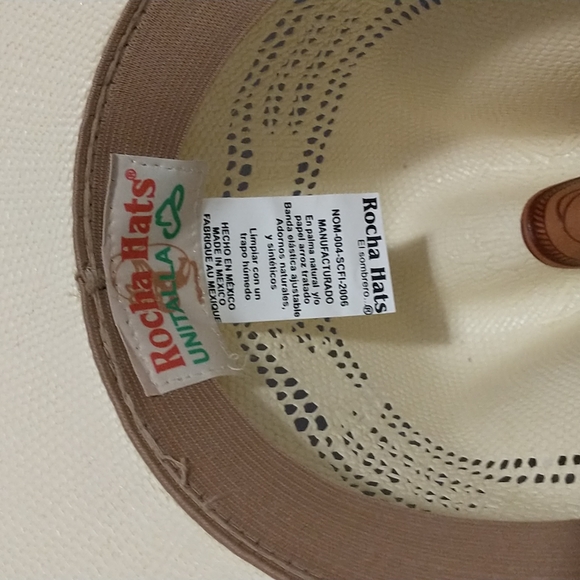 Rocha Hats®
UNITALLA
Rocha Hats
El sombrero ®
NOM-004-SCFI-2006
MANUFACTURADO
En palma natural y/o
papel arroz tratado
Banda elástica ajustable
Adornos naturales,
y sintéticos
Limpiar con un
trapo húmedo
HECHO EN MÉXICO
MADE IN MEXICO
FABRIQUE AU MEXIQUE